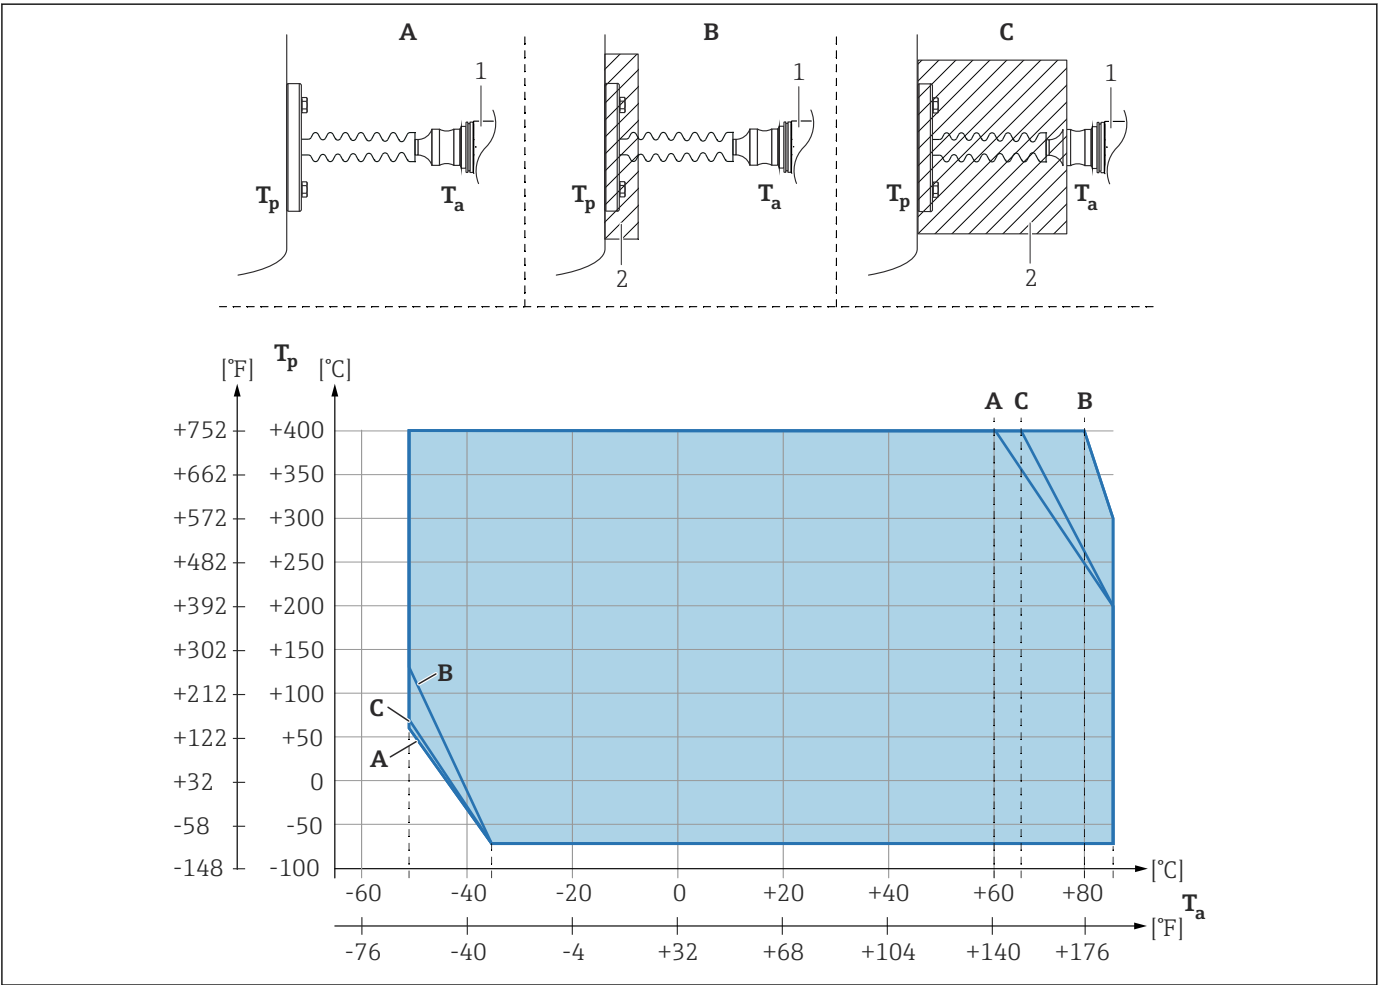 A B C
1 1 1
Tp Ta Tp Ta Tp Ta
2 2
Tp
[°F] [°C]
A C B
+752 +400
+662 +350
+572 +300
+482 +250
+392 +200
+302 +150
+212 +100
+122 +50
+32 0
-58 -50
-148 -100
B
C
A
[°C]
-60 -40 -20 0 +20 +40 +60 +80
Ta
[°F]
-76 -40 -4 +32 +68 +104 +140 +176